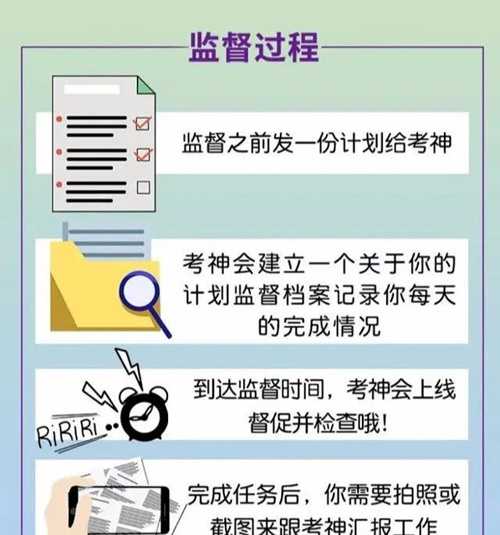 监督过程
监督之前发一份计划给考神
考神会建立一个关于你的
计划监督档案记录你每天
的完成情况
到达监督时间，考神会上线
督促并检查哦！
RiRiRi
完成任务后，你需要拍照或
截图来跟考神汇报工作